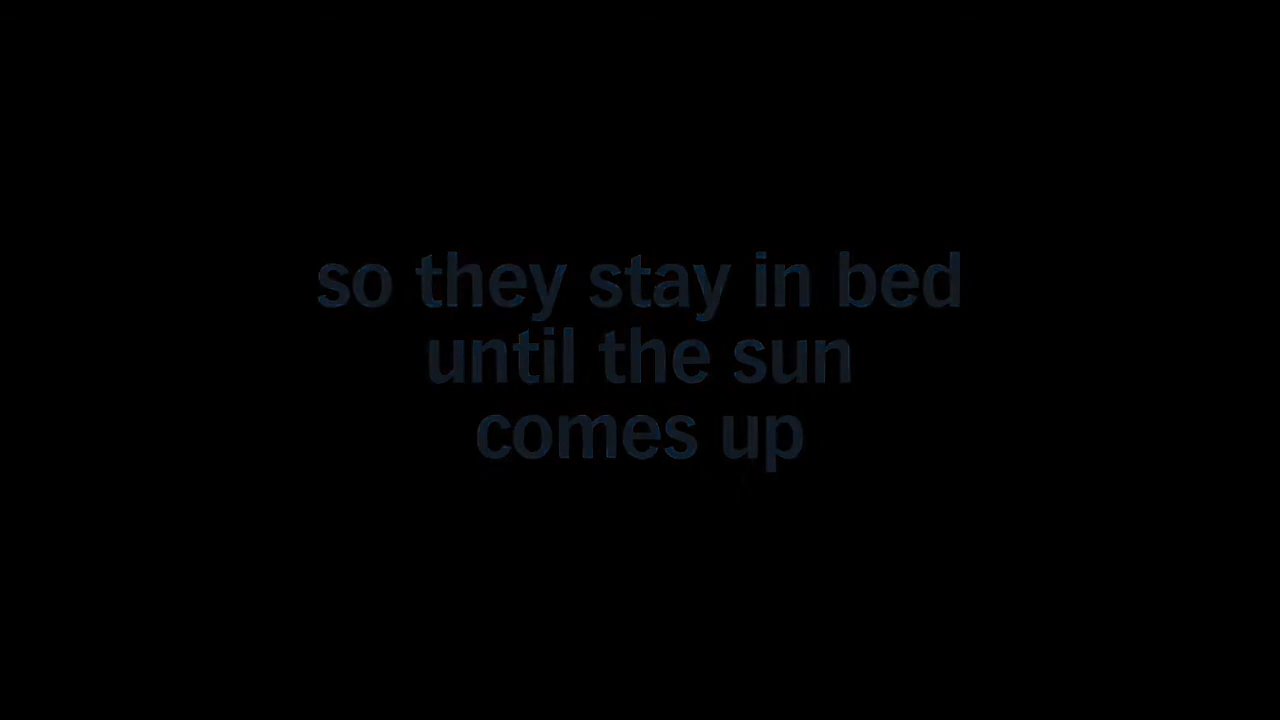 so they stay in bed
until the sun
comes up